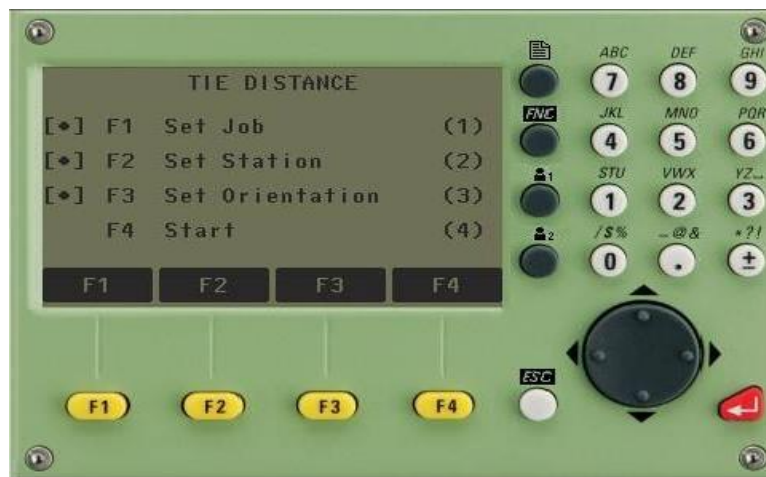 TIE DISTANCE
[•] F1 Set Job (1)
[•] F2 Set Station (2)
[•] F3 Set Orientation (3)
F4 Start (4)
F1 F2 F3 F4
F1 F2 F3 F4
ABC DEF GHI
7 8 9
FNC JKL MNO PQR
4 5 6
1 STU VWX YZ
1 2 3
2 /$% _@& *?!
0 . ±
ESC